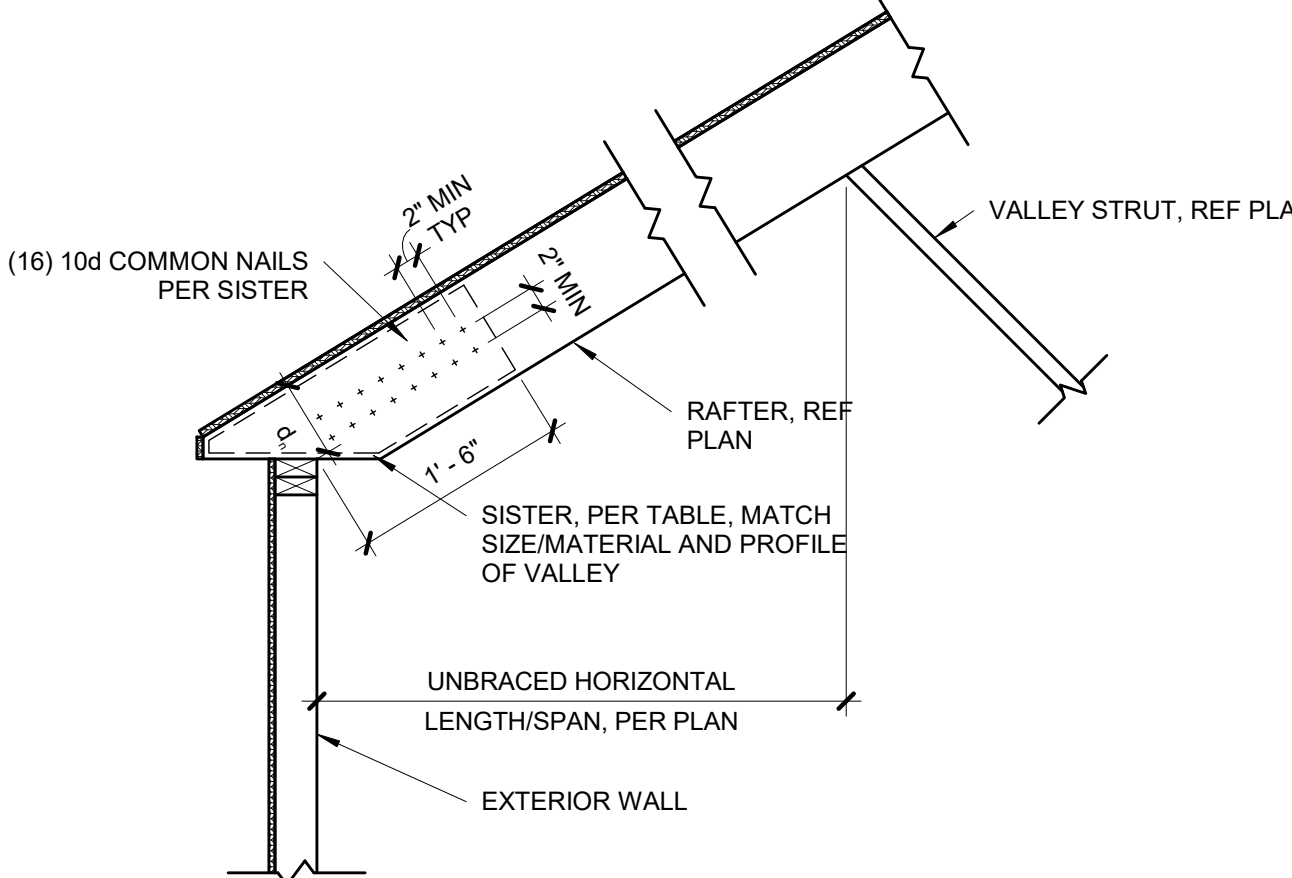 2" MIN
TYP
(16) 10d COMMON NAILS
PER SISTER
2" MIN
VALLEY STRUT, REF PLA
"d"
RAFTER, REF
PLAN
1' - 6"
SISTER, PER TABLE, MATCH
SIZE/MATERIAL AND PROFILE
OF VALLEY
UNBRACED HORIZONTAL
LENGTH/SPAN, PER PLAN
EXTERIOR WALL